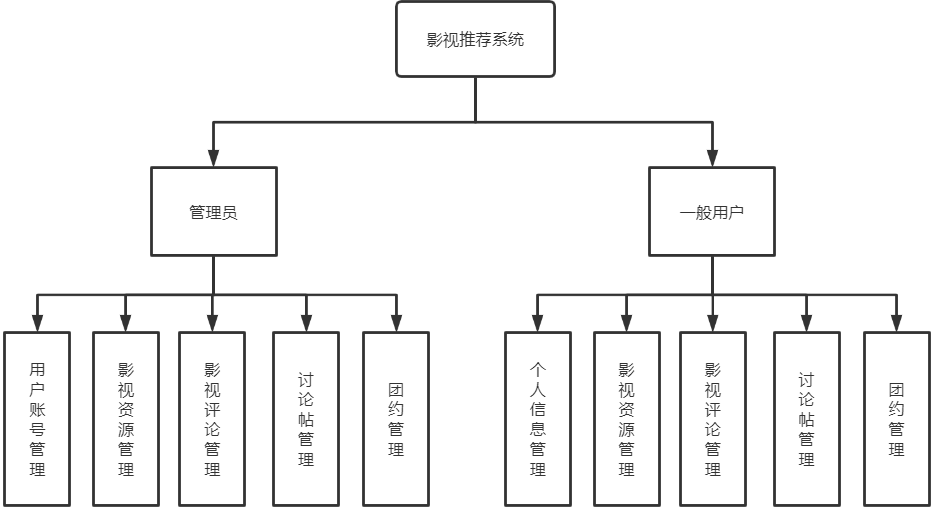 影视推荐系统
管理员
一般用户
用户账号管理
影视资源管理
影视评论管理
讨论帖管理
团约管理
个人信息管理
影视资源管理
影视评论管理
讨论帖管理
团约管理